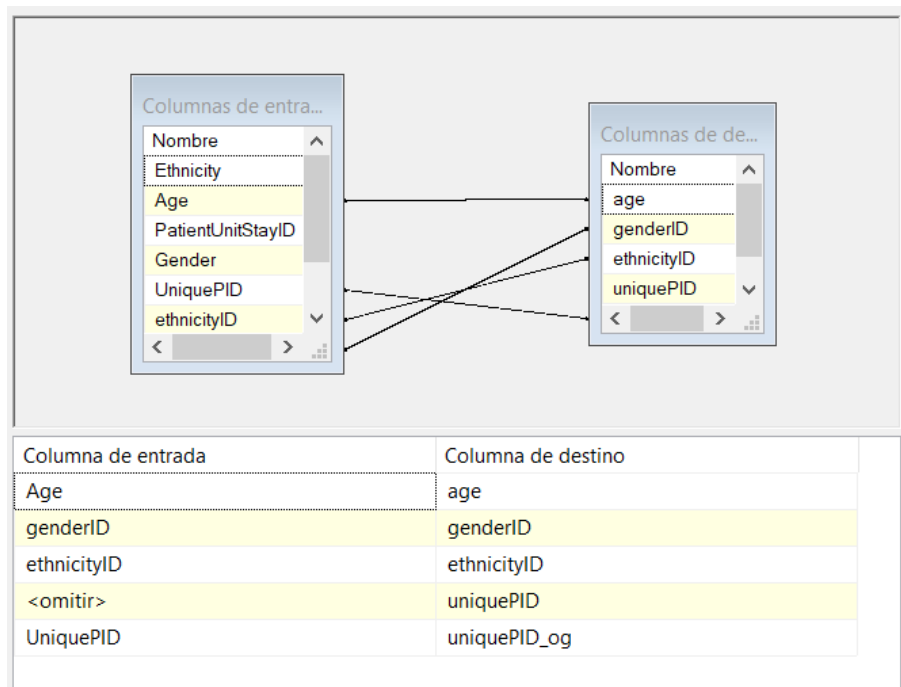 Columnas de entra...
Nombre
Ethnicity
Age
PatientUnitStayID
Gender
UniquePID
ethnicityID
Columnas de de...
Nombre
age
genderID
ethnicityID
uniquePID
Columna de entrada Columna de destino
Age age
genderID genderID
ethnicityID ethnicityID
<omitir> uniquePID
UniquePID uniquePID_og